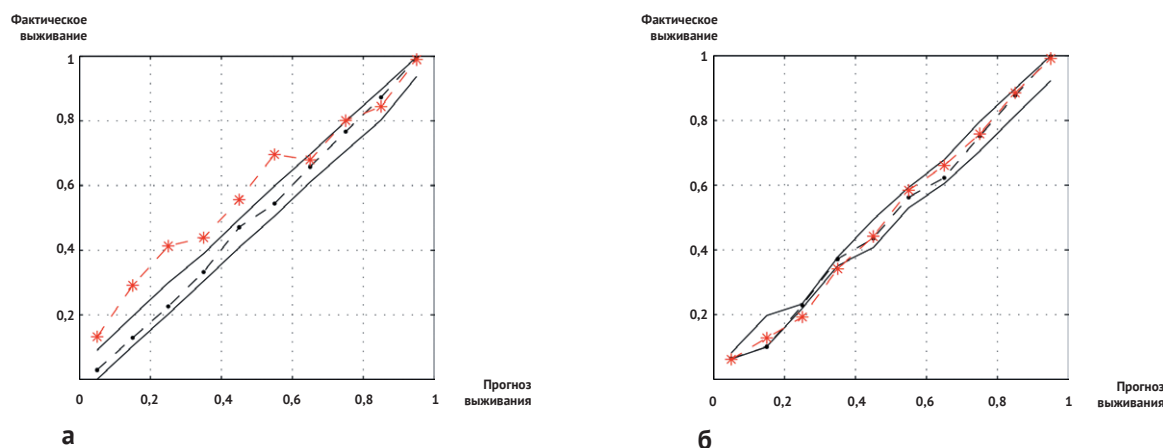 Фактическое
выживание
1
0,8
0,6
0,4
0,2
0
0,2
0,4
0,6
0,8
1
Прогноз
выживания
а
Фактическое
выживание
1
0,8
0,6
0,4
0,2
0
0,2
0,4
0,6
0,8
1
Прогноз
выживания
б